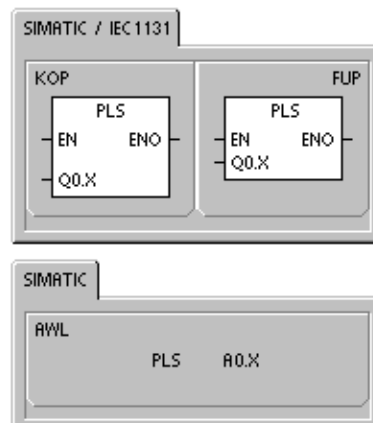 SIMATIC / IEC1131
KOP
FUP
PLS
EN ENO
Q0.X
PLS
EN ENO
Q0.X
SIMATIC
AWL
PLS A0.X